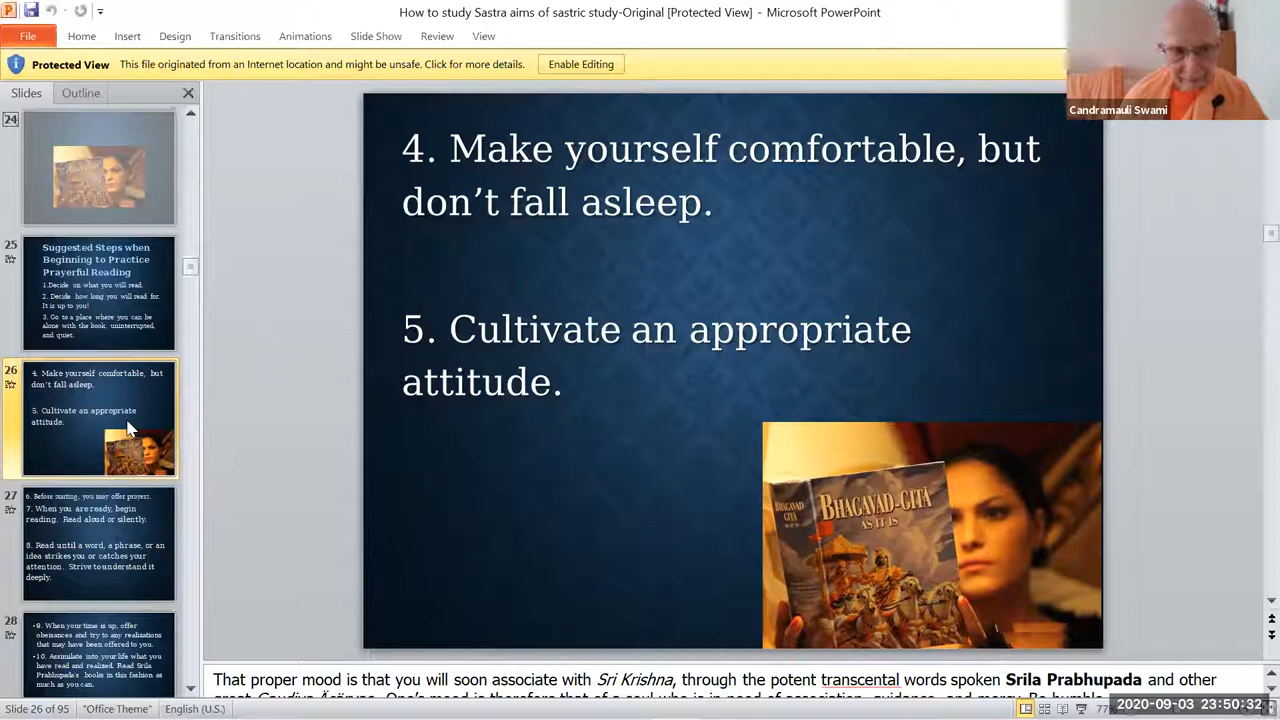 How to study Sastra aims of sastric study-Original [Protected View] - Microsoft PowerPoint
File Home Insert Design Transitions Animations Slide Show Review View
Protected View This file originated from an Internet location and might be unsafe. Click for more details. Enable Editing
Candramauli Swami
Slides Outline
24
25
Suggested Steps when
Beginning to Practice
Prayerful Reading
1.Decide on what you will read.
2. Decide how long you will read for.
It is up to you!
3. Go to a place where you can be
alone with the book, uninterrupted,
and quiet.
26
4. Make yourself comfortable, but
don't fall asleep.
5. Cultivate an appropriate
attitude.
27
6. Before starting, you may offer prayers.
7. When you are ready, begin
reading. Read aloud or silently.
8. Read until a word, a phrase, or an
idea strikes you or catches your
attention. Strive to understand it
deeply.
28
•9. When your time is up, offer
obeisances and try to any realizations
that may have been offered to you.
•10. Assimilate into your life what you
have read and realized. Read Srila
Prabhupada's books in this fashion as
much as you can.
4. Make yourself comfortable, but
don't fall asleep.
5. Cultivate an appropriate
attitude.
BHAGAVAD-GITA
AS IT IS
BHAGAVAD
GITA
AS IT IS
That proper mood is that you will soon associate with Sri Krishna, through the potent transcental words spoken Srila Prabhupada and other
Slide 26 of 95 "Office Theme" English (U.S.)
2020-09-03 23:50:32